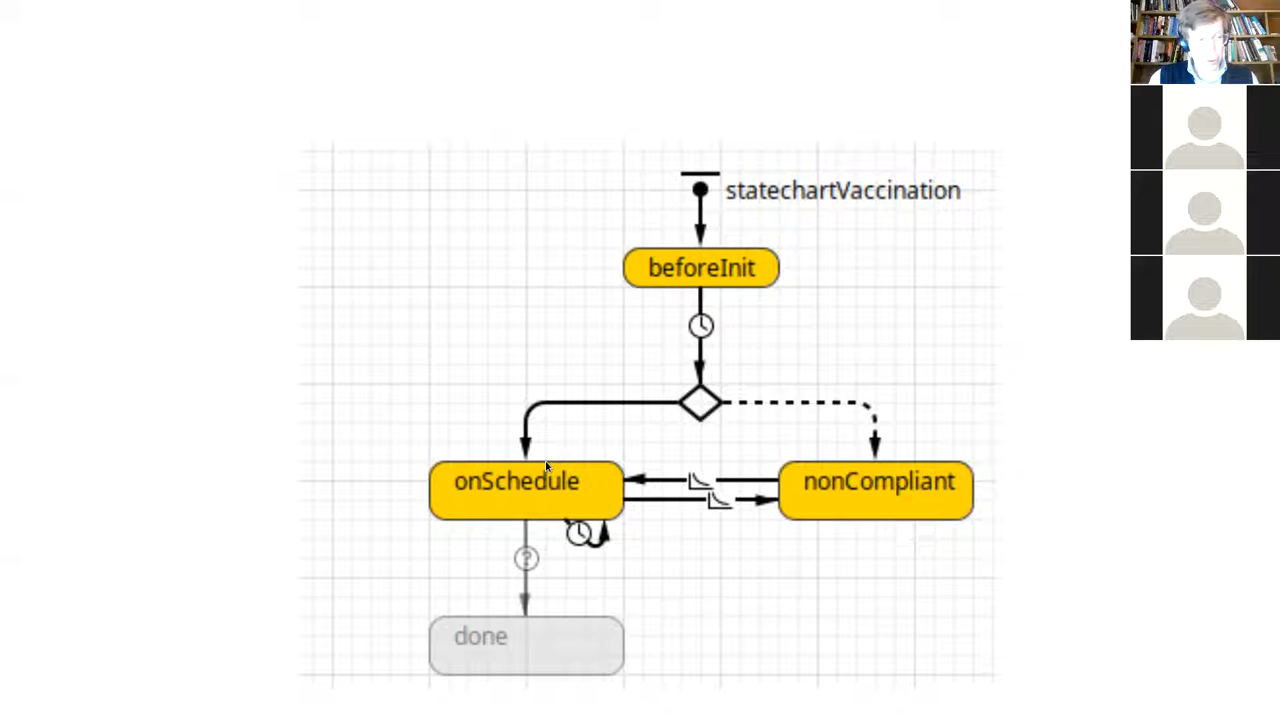 statechartVaccination
beforeInit
onSchedule
nonCompliant
?
done